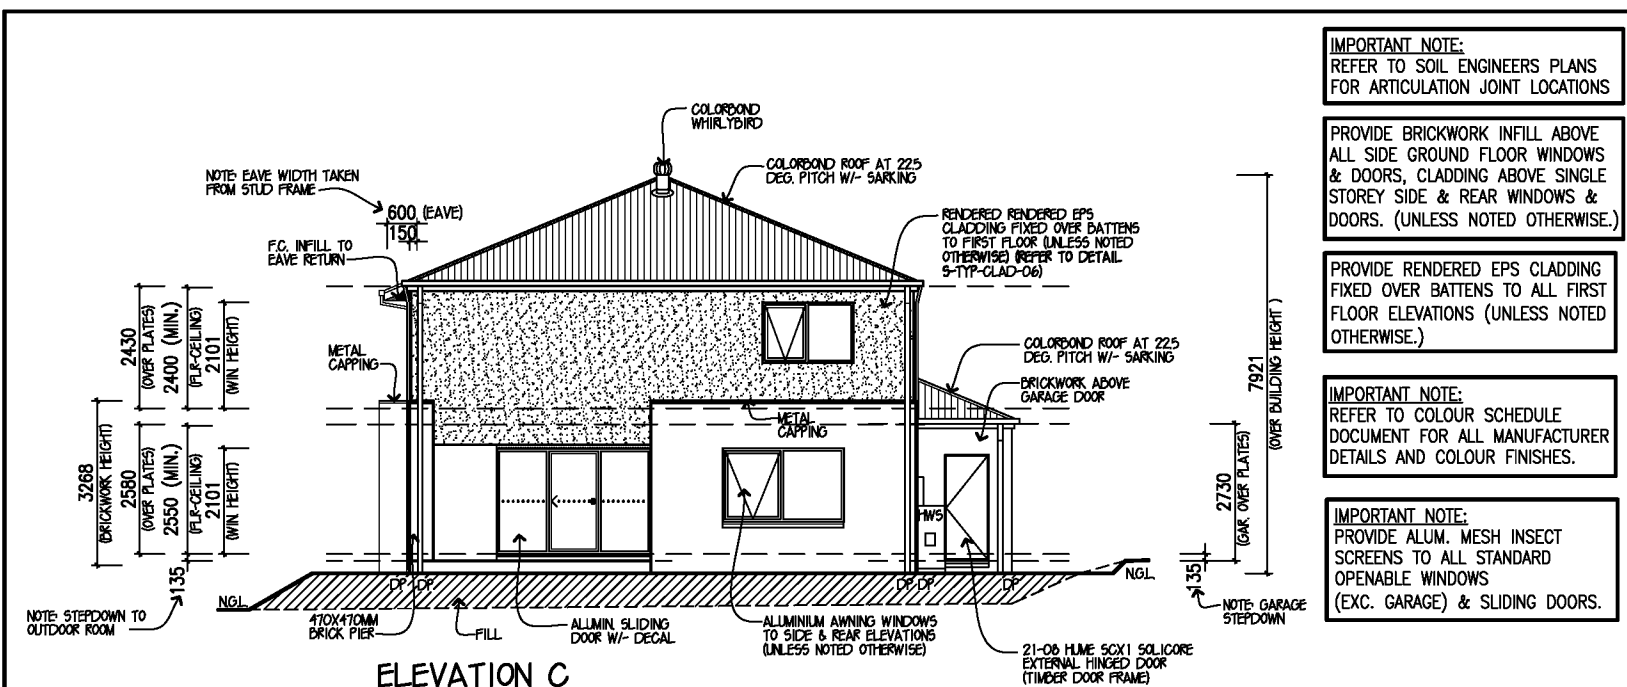 COLORBOND
WHIRLYBIRD
COLORBOND ROOF AT 22.5
DEG. PITCH W/- SARKING
NOTE: EAVE WIDTH TAKEN
FROM STUD FRAME
600 (EAVE)
150
F.C. INFILL TO
EAVE RETURN
RENDERED RENDERED EPS
CLADDING FIXED OVER BATTENS
TO FIRST FLOOR (UNLESS NOTED
OTHERWISE) (REFER TO DETAIL
S-TYP-CLAD-06)
2430
(OVER PLATES)
2400 (MIN.)
(FLR-CEILING)
2101
(WIN. HEIGHT)
METAL
CAPPING
COLORBOND ROOF AT 22.5
DEG. PITCH W/- SARKING
BRICKWORK ABOVE
GARAGE DOOR
METAL
CAPPING
7921
(OVER BUILDING HEIGHT )
3268
(BRICKWORK HEIGHT)
2580
(OVER PLATES)
2550 (MIN.)
(FLR-CEILING)
2101
(WIN. HEIGHT)
2730
(GAR. OVER PLATES)
HWS
135
135
DP
DP
DP
DP
DP
N.G.L.
N.G.L.
NOTE: STEPDOWN TO
OUTDOOR ROOM
470X470MM
BRICK PIER
FILL
ALUMIN. SLIDING
DOOR W/- DECAL
ALUMINIUM AWNING WINDOWS
TO SIDE & REAR ELEVATIONS
(UNLESS NOTED OTHERWISE)
NOTE: GARAGE
STEPDOWN
21-08 HUME SCX1 SOLICORE
EXTERNAL HINGED DOOR
(TIMBER DOOR FRAME)
ELEVATION C
IMPORTANT NOTE:
REFER TO SOIL ENGINEERS PLANS
FOR ARTICULATION JOINT LOCATIONS
PROVIDE BRICKWORK INFILL ABOVE
ALL SIDE GROUND FLOOR WINDOWS
& DOORS, CLADDING ABOVE SINGLE
STOREY SIDE & REAR WINDOWS &
DOORS. (UNLESS NOTED OTHERWISE.)
PROVIDE RENDERED EPS CLADDING
FIXED OVER BATTENS TO ALL FIRST
FLOOR ELEVATIONS (UNLESS NOTED
OTHERWISE.)
IMPORTANT NOTE:
REFER TO COLOUR SCHEDULE
DOCUMENT FOR ALL MANUFACTURER
DETAILS AND COLOUR FINISHES.
IMPORTANT NOTE:
PROVIDE ALUM. MESH INSECT
SCREENS TO ALL STANDARD
OPENABLE WINDOWS
(EXC. GARAGE) & SLIDING DOORS.